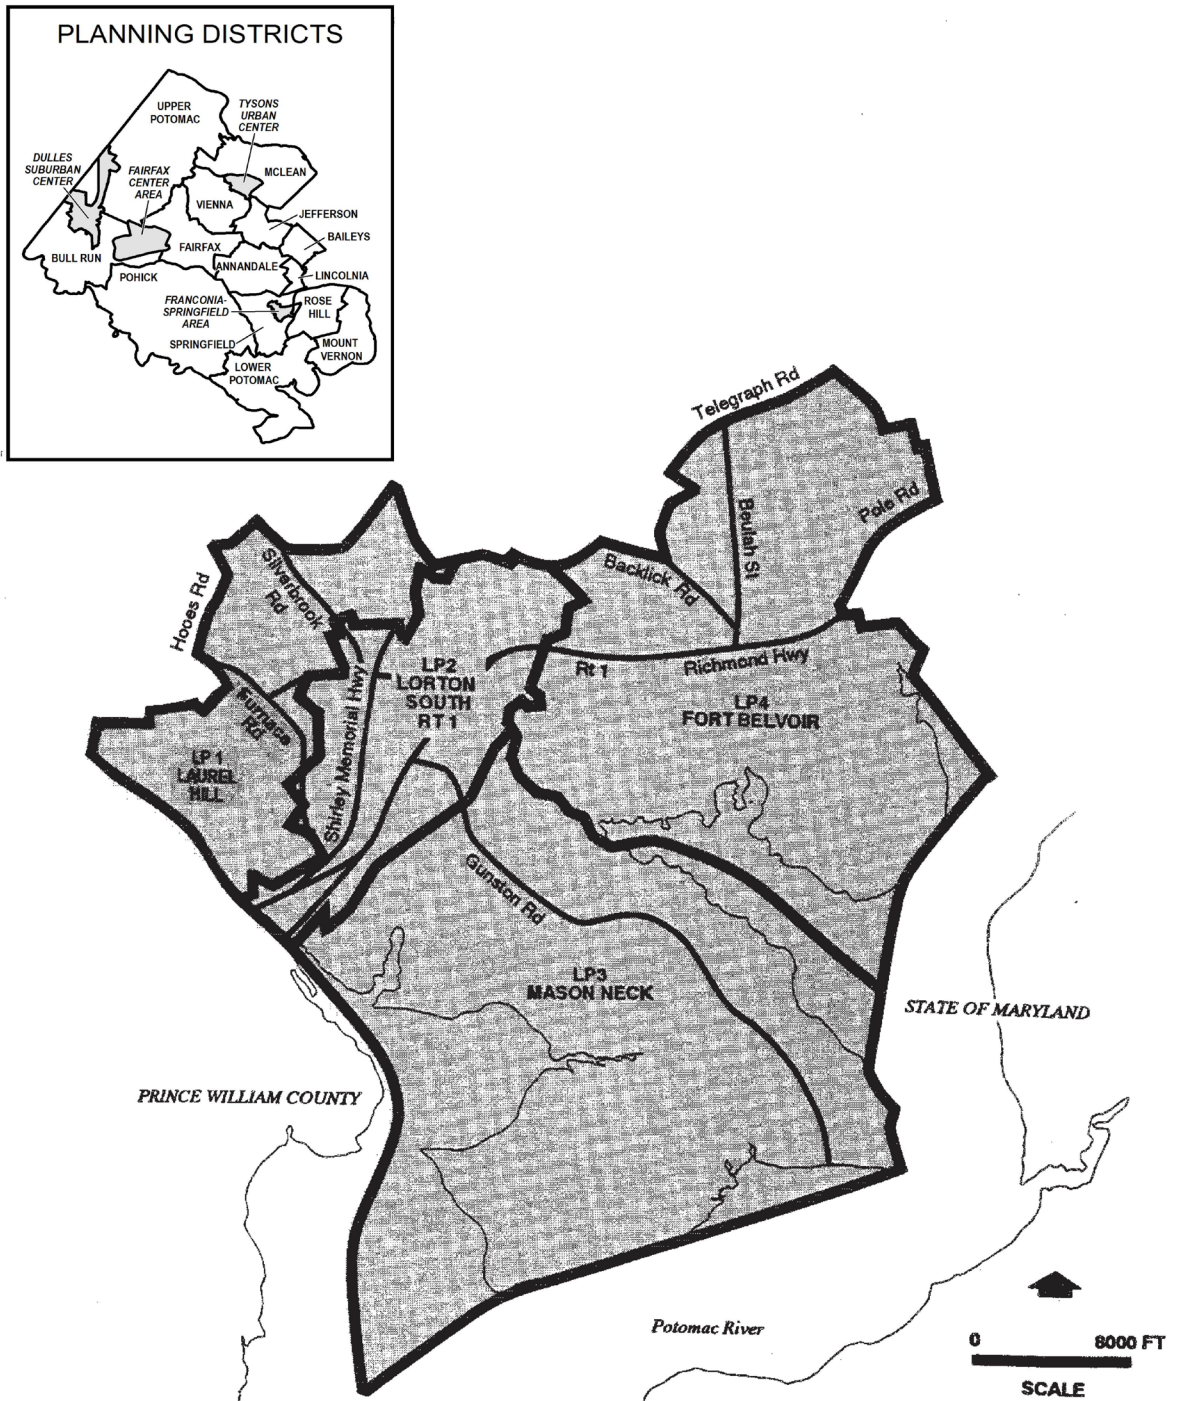 PLANNING DISTRICTS
UPPER
POTOMAC
TYSONS
URBAN
CENTER
DULLES
SUBURBAN
CENTER
FAIRFAX
CENTER
AREA
MCLEAN
VIENNA
JEFFERSON
BAILEYS
FAIRFAX
BULL RUN
ANNANDALE
LINCOLNIA
POHICK
FRANCONIA-
SPRINGFIELD
AREA
ROSE
HILL
SPRINGFIELD
MOUNT
VERNON
LOWER
POTOMAC
Telegraph Rd
Pole Rd
Beulah St
Backlick Rd
Silverbrook
Rd
Hooes Rd
Rt 1
Richmond Hwy
LP2
LORTON
SOUTH
RT 1
LP4
FORT BELVOIR
Furnace
Rd
Shirley Memorial Hwy
LP1
LAUREL
HILL
Gunston Rd
LP3
MASON NECK
STATE OF MARYLAND
PRINCE WILLIAM COUNTY
Potomac River
0 8000 FT
SCALE